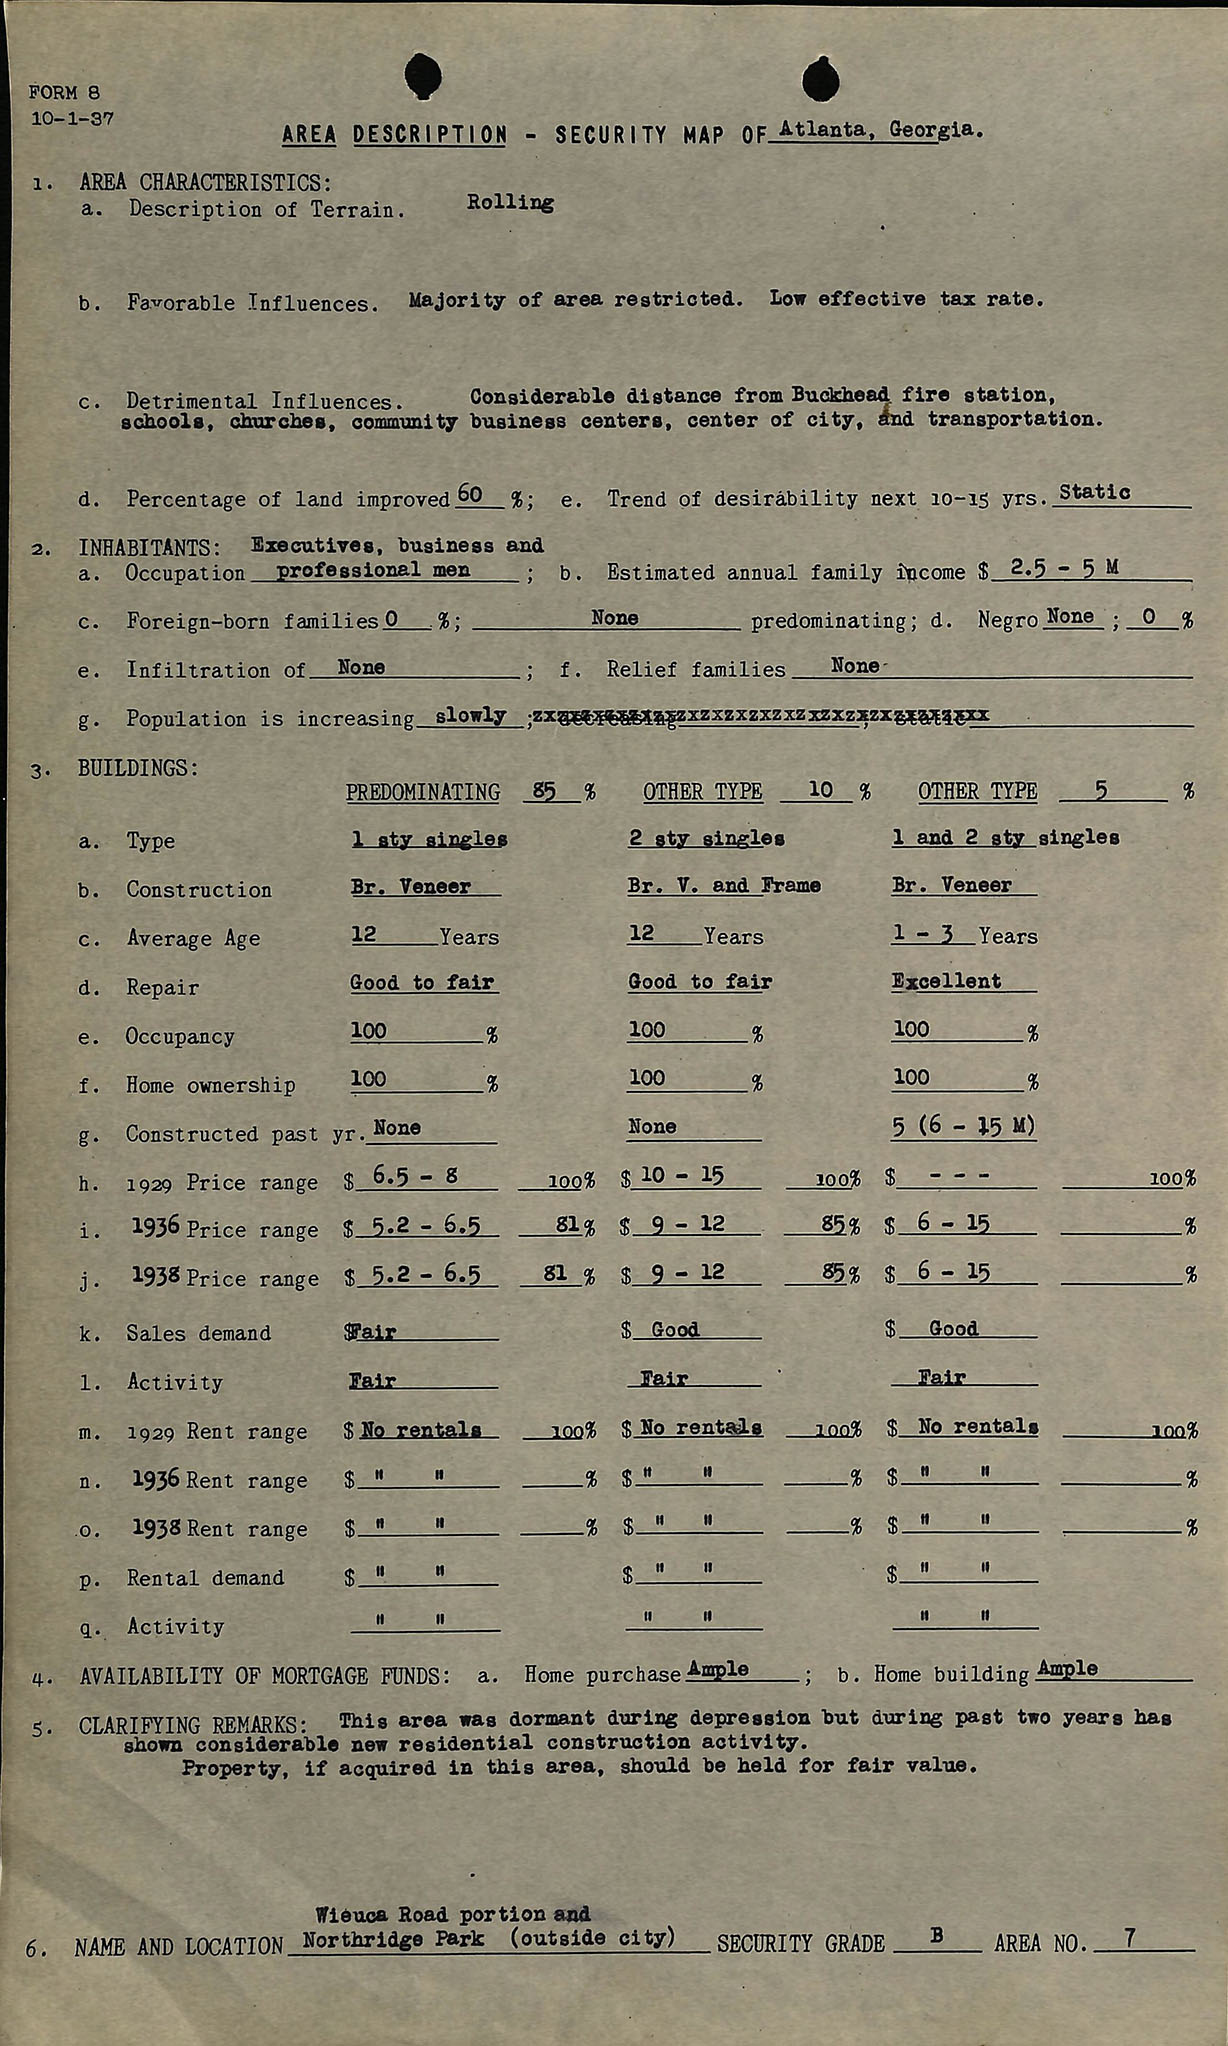 FORM 8
10-1-37
AREA DESCRIPTION - SECURITY MAP OF Atlanta, Georgia.
1. AREA CHARACTERISTICS:
a. Description of Terrain. Rolling
b. Favorable Influences. Majority of area restricted. Low effective tax rate.
c. Detrimental Influences. Considerable distance from Buckhead fire station,
schools, churches, community business centers, center of city, and transportation.
d. Percentage of land improved 60 %; e. Trend of desirability next 10-15 yrs. Static
2. INHABITANTS: Executives, business and
a. Occupation professional men ; b. Estimated annual family income $ 2.5 - 5 M
c. Foreign-born families 0 %; None predominating; d. Negro None ; 0 %
e. Infiltration of None ; f. Relief families None
g. Population is increasing slowly ;
3. BUILDINGS:
PREDOMINATING 85 % OTHER TYPE 10 % OTHER TYPE 5 %
a. Type 1 sty singles 2 sty singles 1 and 2 sty singles
b. Construction Br. Veneer Br. V. and Frame Br. Veneer
c. Average Age 12 Years 12 Years 1 - 3 Years
d. Repair Good to fair Good to fair Excellent
e. Occupancy 100 % 100 % 100 %
f. Home ownership 100 % 100 % 100 %
g. Constructed past yr. None None 5 (6 - 15 M)
h. 1929 Price range $ 6.5 - 8 100% $ 10 - 15 100% $ - - - 100%
i. 1936 Price range $ 5.2 - 6.5 81% $ 9 - 12 85% $ 6 - 15 %
j. 1938 Price range $ 5.2 - 6.5 81 % $ 9 - 12 85% $ 6 - 15 %
k. Sales demand $Fair $ Good $ Good
l. Activity Fair Fair Fair
m. 1929 Rent range $ No rentals 100% $ No rentals 100% $ No rentals 100%
n. 1936 Rent range $ " " % $ " " % $ " " %
o. 1938 Rent range $ " " % $ " " % $ " " %
p. Rental demand $ " " $ " " $ " "
q. Activity " " " " " "
4. AVAILABILITY OF MORTGAGE FUNDS: a. Home purchase Ample ; b. Home building Ample
5. CLARIFYING REMARKS: This area was dormant during depression but during past two years has
shown considerable new residential construction activity.
Property, if acquired in this area, should be held for fair value.
Wieuca Road portion and
6. NAME AND LOCATION Northridge Park (outside city) SECURITY GRADE B AREA NO. 7